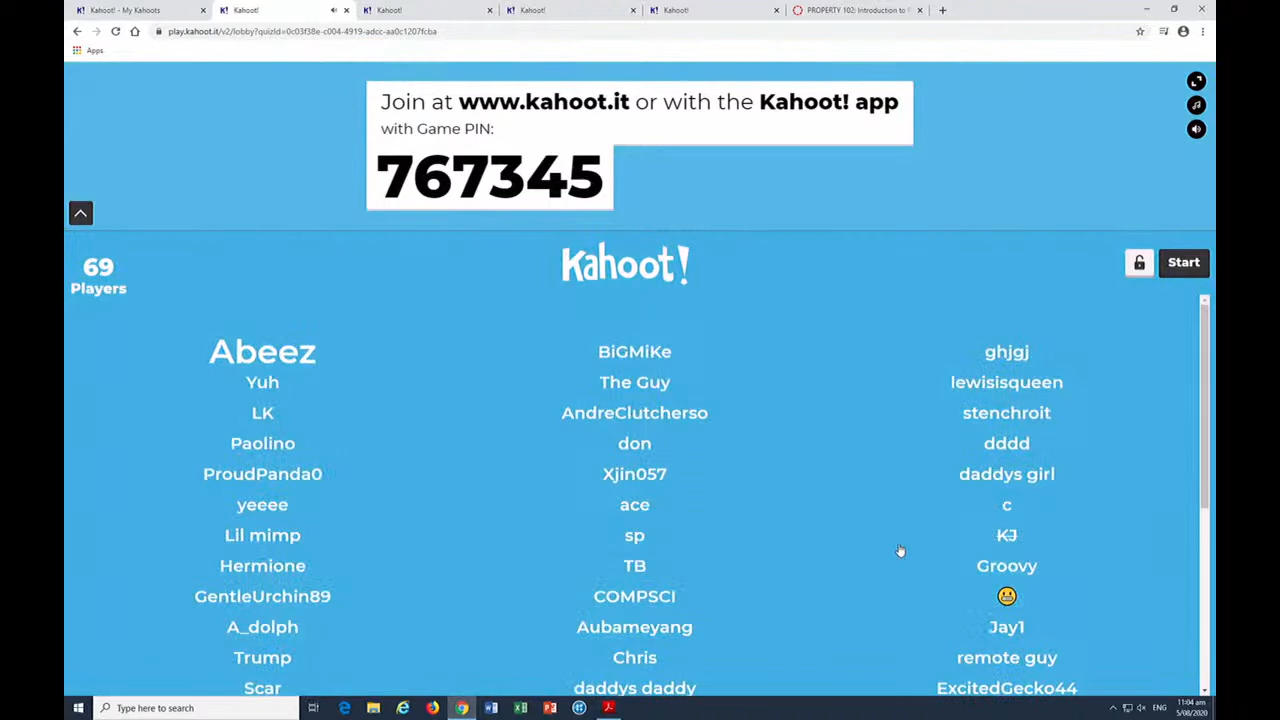 Kahoot! - My Kahoots
Kahoot!
Kahoot!
Kahoot!
Kahoot!
PROPERTY 102: Introduction to
play.kahoot.it/v2/lobby?quizId=0c03f38e-c004-4919-adcc-aa0c1207fcba
Apps
Join at www.kahoot.it or with the Kahoot! app
with Game PIN:
767345
69
Players
Kahoot!
Start
Abeez BiGMiKe ghjgj
Yuh The Guy lewisisqueen
LK AndreClutcherso stenchroit
Paolino don dddd
ProudPanda0 Xjin057 daddys girl
yeeee ace c
Lil mimp sp KJ
Hermione TB Groovy
GentleUrchin89 COMPSCI 😬
A_dolph Aubameyang Jay1
Trump Chris remote guy
Scar daddys daddy ExcitedGecko44
Type here to search
ENG
11:04 am
5/08/2020